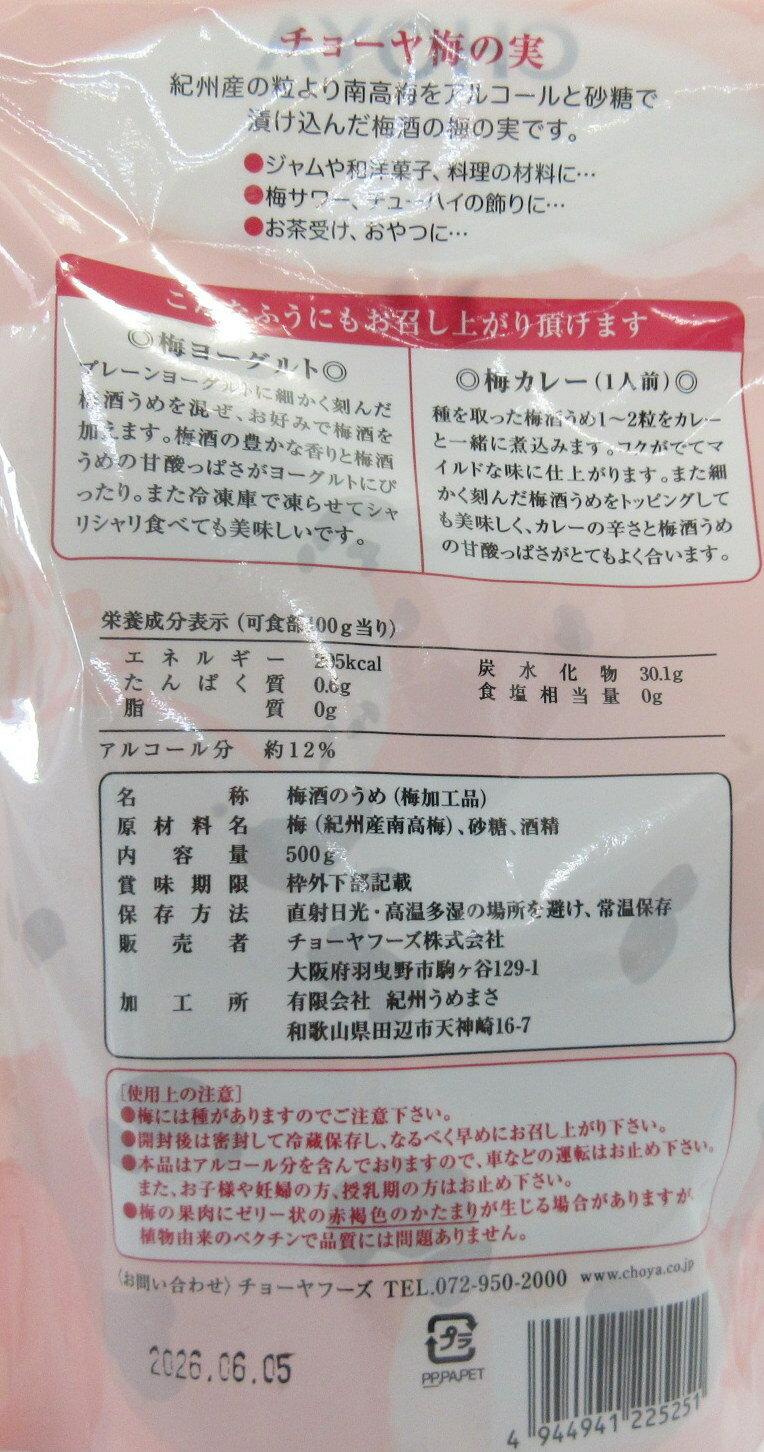 チョーヤ梅の実
紀州産の粒より南高梅をアルコールと砂糖で
漬け込んだ梅酒の梅の実です。
●ジャムや和洋菓子、料理の材料に…
●梅サワー、チューハイの飾りに…
●お茶受け、おやつに…
こんなふうにもお召し上がり頂けます
◎梅ヨーグルト◎
プレーンヨーグルトに細かく刻んだ
梅酒うめを混ぜ、お好みで梅酒を
加えます。梅酒の豊かな香りと梅酒
うめの甘酸っぱさがヨーグルトにぴ
ったり。また冷凍庫で凍らせてシャ
リシャリ食べても美味しいです。
◎梅カレー(1人前)◎
種を取った梅酒うめ1〜2粒をカレー
と一緒に煮込みます。コクがでてマ
イルドな味に仕上がります。また細
かく刻んだ梅酒うめをトッピングして
も美味しく、カレーの辛さと梅酒うめ
の甘酸っぱさがとてもよく合います。
栄養成分表示(可食部100g当り)
エネルギー kcal
たんぱく質 0.6g
脂質 0g
炭水化物 30.1g
食塩相当量 0g
アルコール分 約12%
名称 梅酒のうめ(梅加工品)
原材料名 梅(紀州産南高梅)、砂糖、酒精
内容量 500g
賞味期限 枠外下部記載
保存方法 直射日光・高温多湿の場所を避け、常温保存
販売者 チョーヤフーズ株式会社
大阪府羽曳野市駒ヶ谷129-1
加工所 有限会社 紀州うめまさ
和歌山県田辺市天神崎16-7
[使用上の注意]
●梅には種がありますのでご注意下さい。
●開封後は密封して冷蔵保存し、なるべく早めにお召し上がり下さい。
●本品はアルコール分を含んでおりますので、車などの運転はお止め下さい。
また、お子様や妊婦の方、授乳期の方はお止め下さい。
●梅の果肉にゼリー状の赤褐色のかたまりが生じる場合がありますが、
植物由来のペクチンで品質には問題ありません。
〈お問い合わせ〉チョーヤフーズ TEL.072-950-2000 www.choya.co.jp
2026.06.05
プラ
PP,PA,PET
4 944941 225251